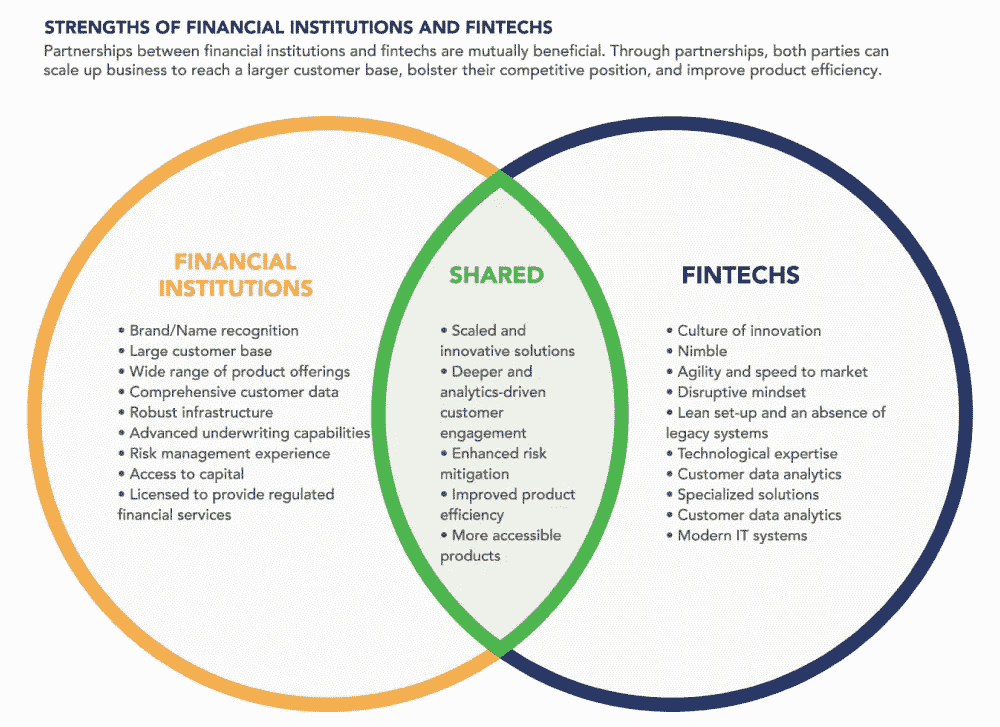 STRENGTHS OF FINANCIAL INSTITUTIONS AND FINTECHS
Partnerships between financial institutions and fintechs are mutually beneficial. Through partnerships, both parties can
scale up business to reach a larger customer base, bolster their competitive position, and improve product efficiency.
FINANCIAL
INSTITUTIONS
• Brand/Name recognition
• Large customer base
• Wide range of product offerings
• Comprehensive customer data
• Robust infrastructure
• Advanced underwriting capabilities
• Risk management experience
• Access to capital
• Licensed to provide regulated
financial services
SHARED
• Scaled and
innovative solutions
• Deeper and
analytics-driven
customer
engagement
• Enhanced risk
mitigation
• Improved product
efficiency
• More accessible
products
FINTECHS
• Culture of innovation
• Nimble
• Agility and speed to market
• Disruptive mindset
• Lean set-up and an absence of
legacy systems
• Technological expertise
• Customer data analytics
• Specialized solutions
• Customer data analytics
• Modern IT systems